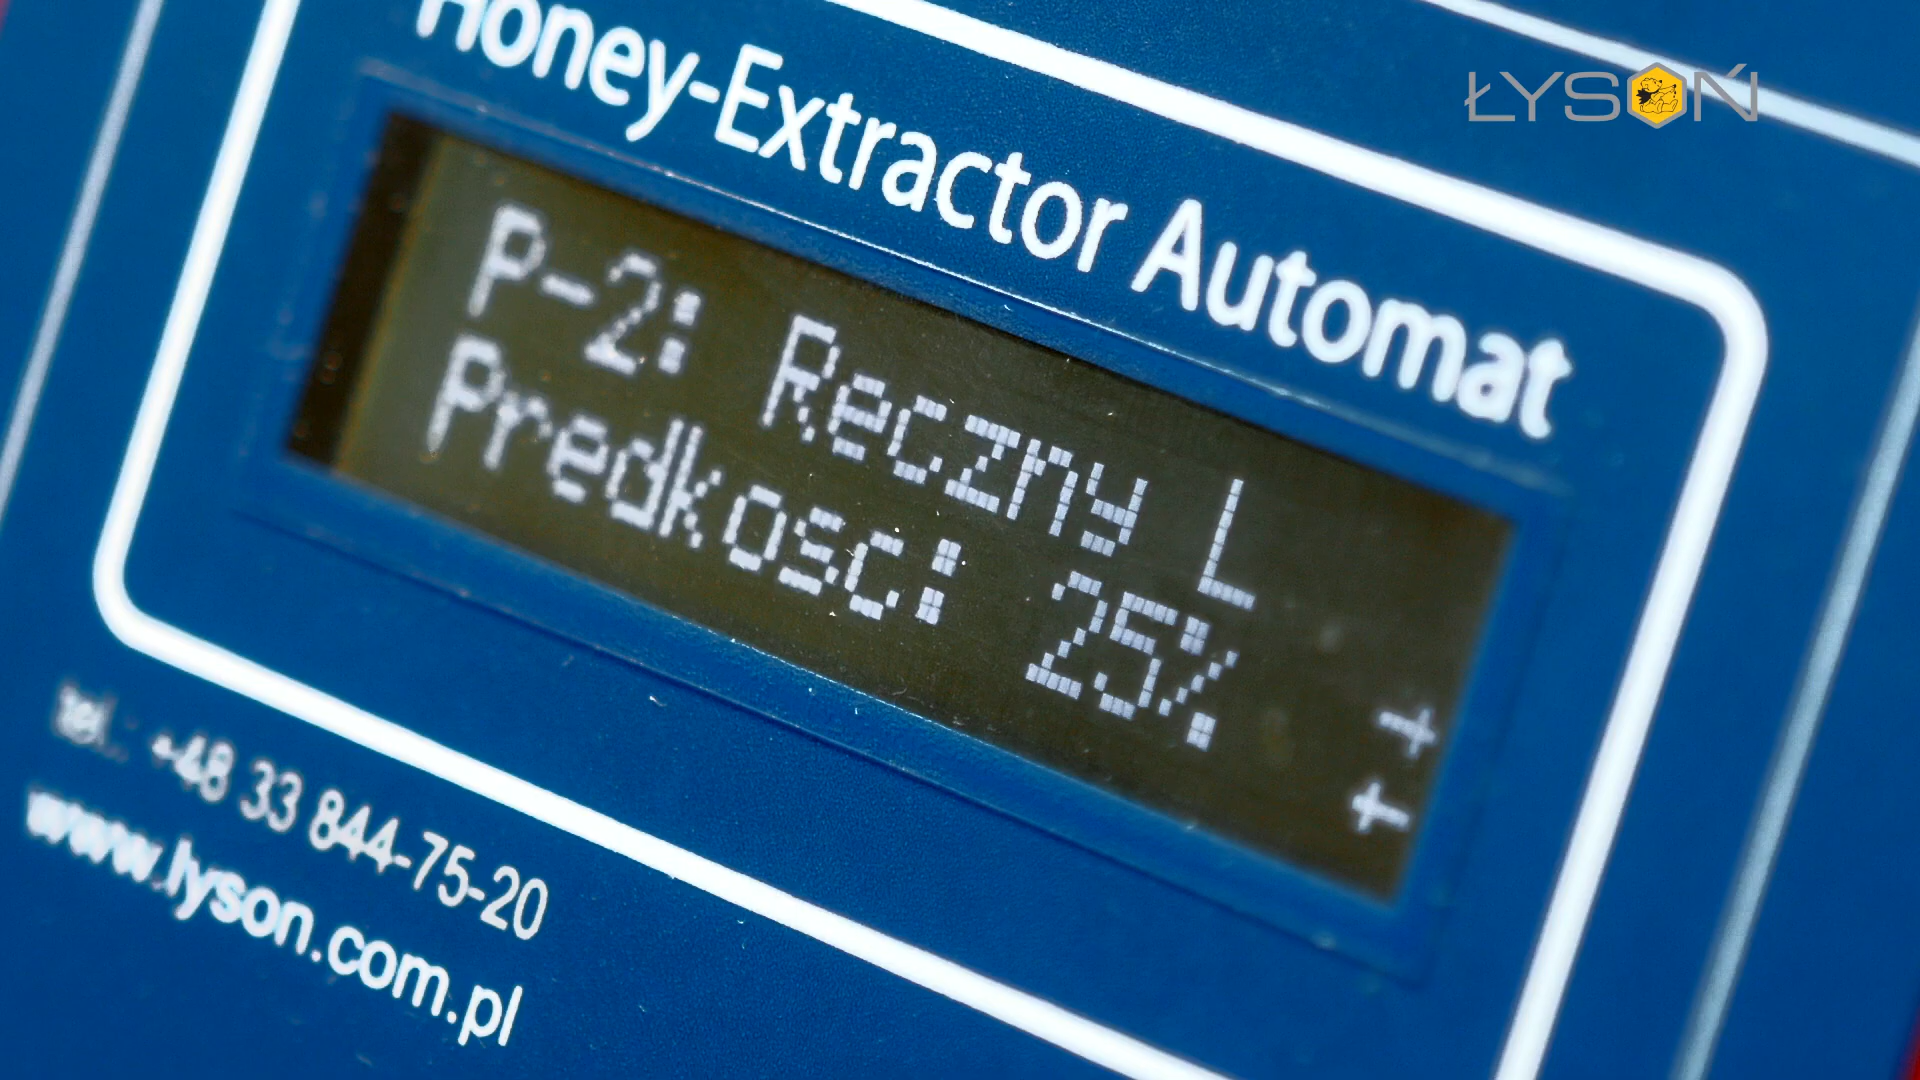 Honey-Extractor Automat
ŁYSOŃ
P-2: Reczny L
Predkosc: 25%
tel.: +48 33 844-75-20
www.lyson.com.pl